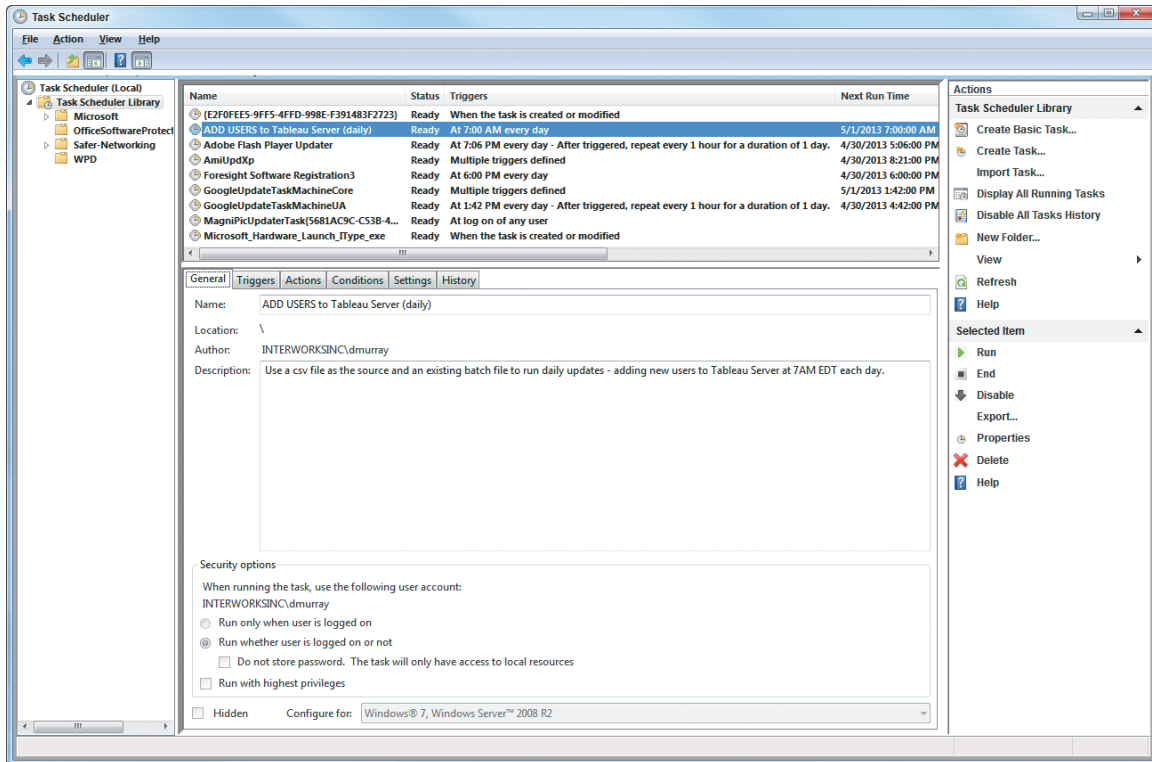 Task Scheduler
File Action View Help
Task Scheduler (Local)
Task Scheduler Library
Microsoft
OfficeSoftwareProtect
Safer-Networking
WPD
Name Status Triggers Next Run Time
{E2F0FEE5-9FF5-4FFD-998E-F391483F2723} Ready When the task is created or modified
ADD USERS to Tableau Server (daily) Ready At 7:00 AM every day 5/1/2013 7:00:00 AM
Adobe Flash Player Updater Ready At 7:06 PM every day - After triggered, repeat every 1 hour for a duration of 1 day. 4/30/2013 5:06:00 PM
AmiUpdXp Ready Multiple triggers defined 4/30/2013 8:21:00 PM
Foresight Software Registration3 Ready At 6:00 PM every day 4/30/2013 6:00:00 PM
GoogleUpdateTaskMachineCore Ready Multiple triggers defined 5/1/2013 1:42:00 PM
GoogleUpdateTaskMachineUA Ready At 1:42 PM every day - After triggered, repeat every 1 hour for a duration of 1 day. 4/30/2013 4:42:00 PM
MagniPicUpdaterTask{5681AC9C-C53B-4... Ready At log on of any user
Microsoft_Hardware_Launch_IType_exe Ready When the task is created or modified
General Triggers Actions Conditions Settings History
Name: ADD USERS to Tableau Server (daily)
Location: \
Author: INTERWORKSINC\dmurray
Description: Use a csv file as the source and an existing batch file to run daily updates - adding new users to Tableau Server at 7AM EDT each day.
Security options
When running the task, use the following user account:
INTERWORKSINC\dmurray
Run only when user is logged on
Run whether user is logged on or not
Do not store password. The task will only have access to local resources
Run with highest privileges
Hidden Configure for: Windows® 7, Windows Server™ 2008 R2
Actions
Task Scheduler Library
Create Basic Task...
Create Task...
Import Task...
Display All Running Tasks
Disable All Tasks History
New Folder...
View
Refresh
Help
Selected Item
Run
End
Disable
Export...
Properties
Delete
Help